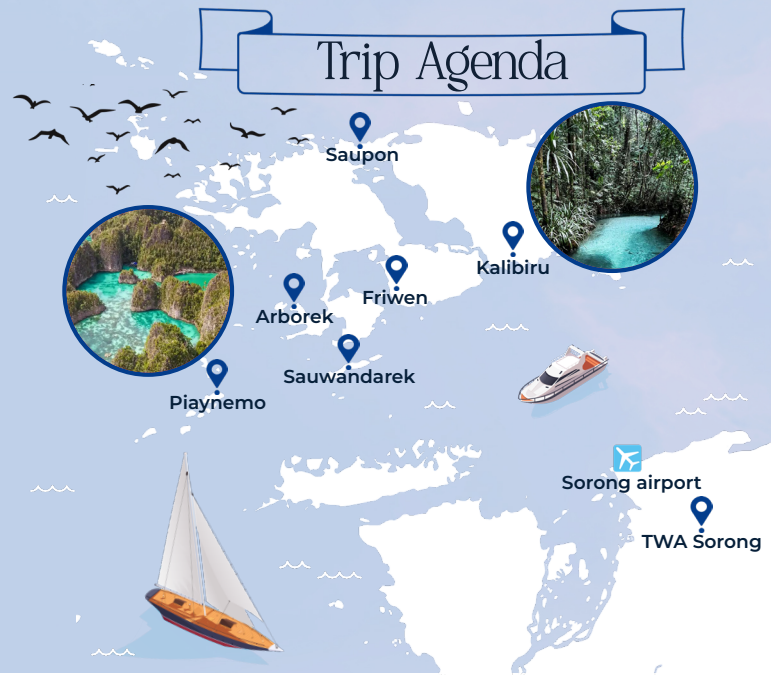 Trip Agenda
Saupon
Kalibiru
Friwen
Arborek
Sauwandarek
Piaynemo
Sorong airport
TWA Sorong